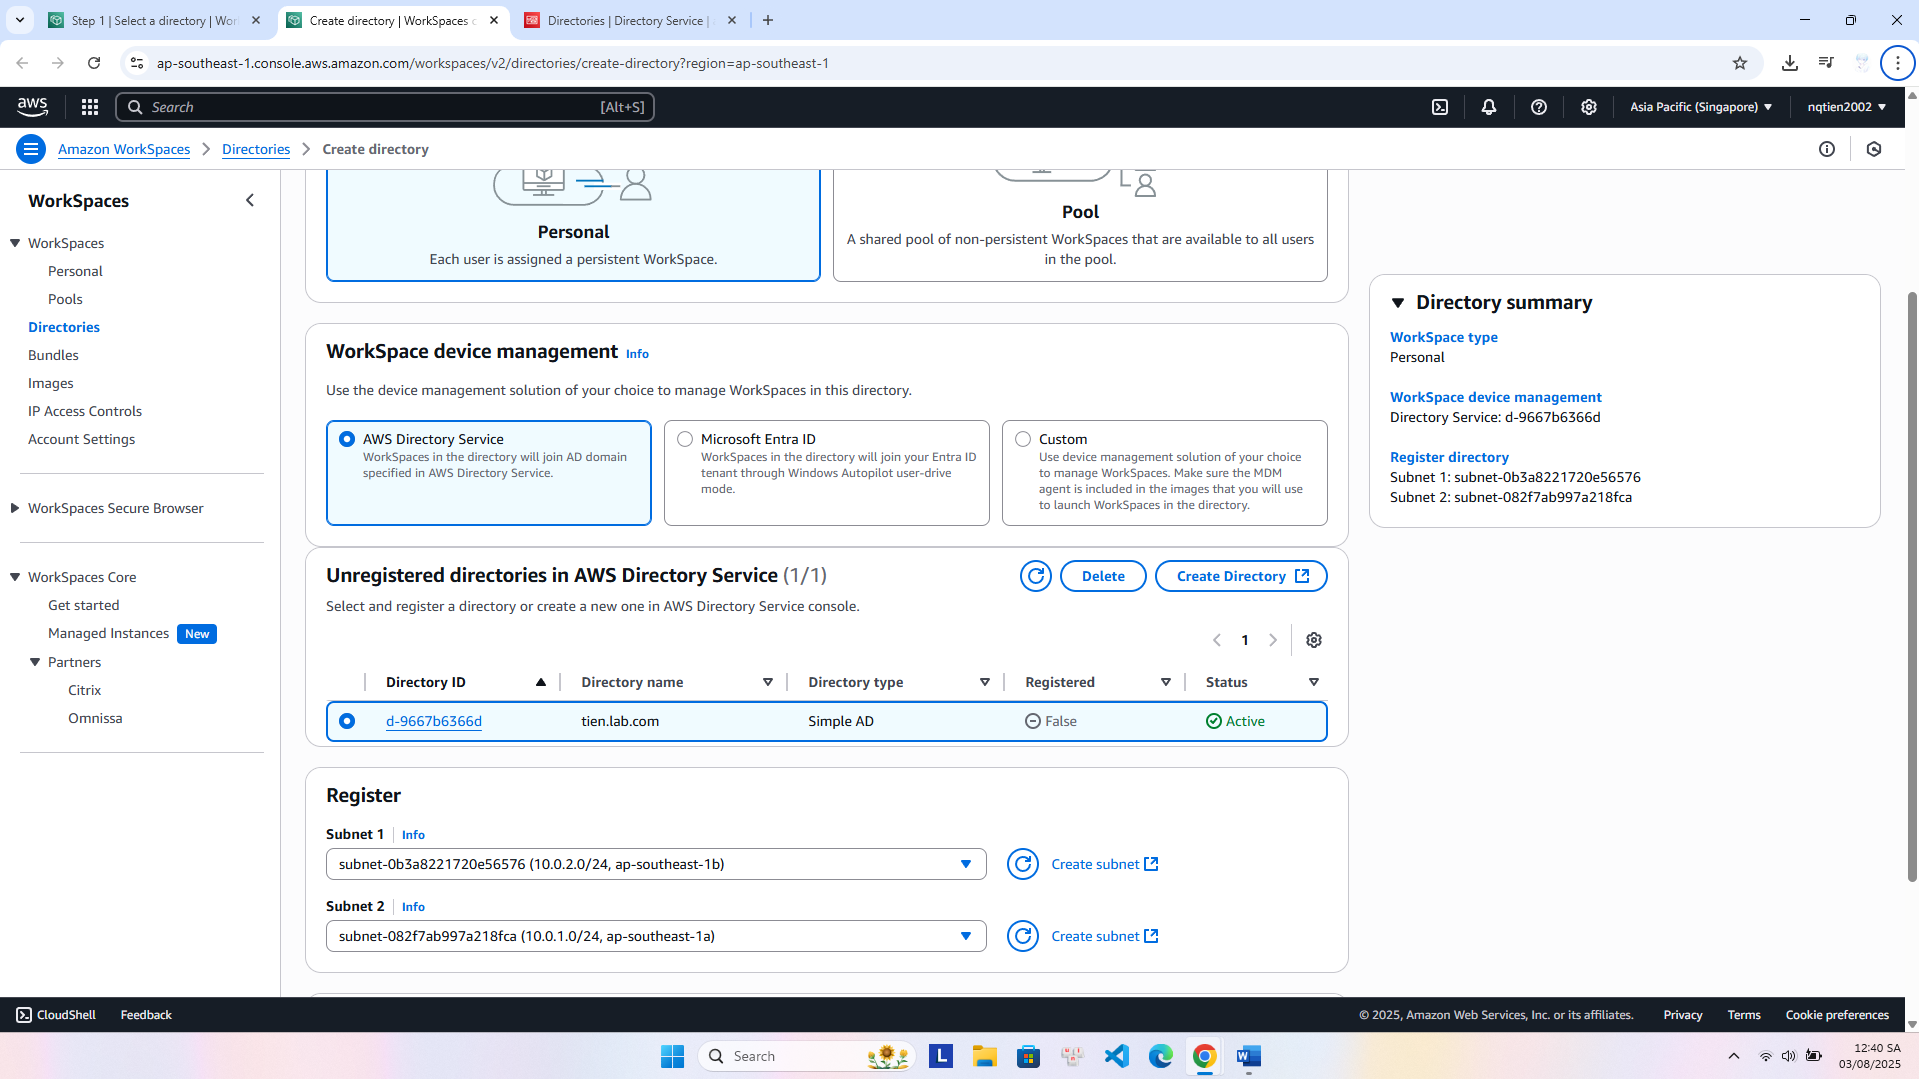 Step 1 | Select a directory | Wor
Create directory | WorkSpaces c
Directories | Directory Service |
ap-southeast-1.console.aws.amazon.com/workspaces/v2/directories/create-directory?region=ap-southeast-1
aws
Search
[Alt+S]
Asia Pacific (Singapore)
nqtien2002
Amazon WorkSpaces
Directories
Create directory
WorkSpaces
WorkSpaces
Personal
Pools
Directories
Bundles
Images
IP Access Controls
Account Settings
WorkSpaces Secure Browser
WorkSpaces Core
Get started
Managed Instances New
Partners
Citrix
Omnissa
Personal
Each user is assigned a persistent WorkSpace.
Pool
A shared pool of non-persistent WorkSpaces that are available to all users
in the pool.
WorkSpace device management Info
Use the device management solution of your choice to manage WorkSpaces in this directory.
AWS Directory Service
WorkSpaces in the directory will join AD domain
specified in AWS Directory Service.
Microsoft Entra ID
WorkSpaces in the directory will join your Entra ID
tenant through Windows Autopilot user-drive
mode.
Custom
Use device management solution of your choice
to manage WorkSpaces. Make sure the MDM
agent is included in the images that you will use
to launch WorkSpaces in the directory.
Unregistered directories in AWS Directory Service (1/1)
Delete
Create Directory
Select and register a directory or create a new one in AWS Directory Service console.
1
Directory ID
Directory name
Directory type
Registered
Status
d-9667b6366d
tien.lab.com
Simple AD
False
Active
Register
Subnet 1 Info
subnet-0b3a8221720e56576 (10.0.2.0/24, ap-southeast-1b)
Create subnet
Subnet 2 Info
subnet-082f7ab997a218fca (10.0.1.0/24, ap-southeast-1a)
Create subnet
Directory summary
WorkSpace type
Personal
WorkSpace device management
Directory Service: d-9667b6366d
Register directory
Subnet 1: subnet-0b3a8221720e56576
Subnet 2: subnet-082f7ab997a218fca
CloudShell
Feedback
© 2025, Amazon Web Services, Inc. or its affiliates.
Privacy
Terms
Cookie preferences
Search
L
12:40 SA
03/08/2025